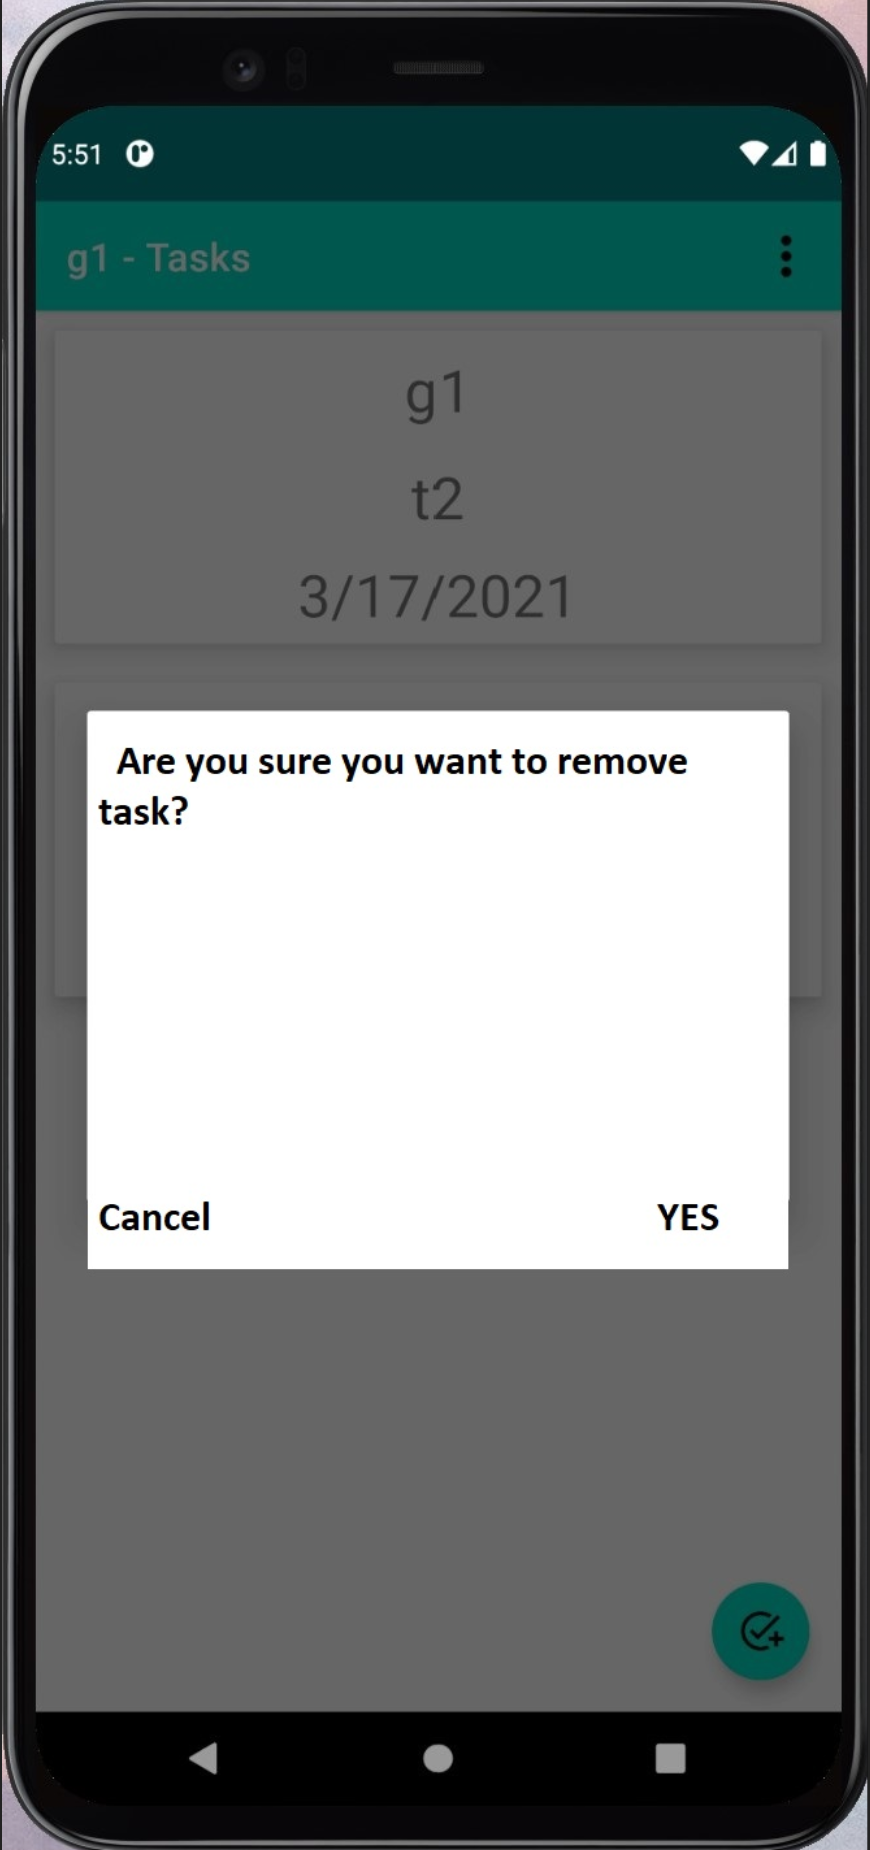 5:51
g1 - Tasks
g1
t2
3/17/2021
Are you sure you want to remove
task?
Cancel YES